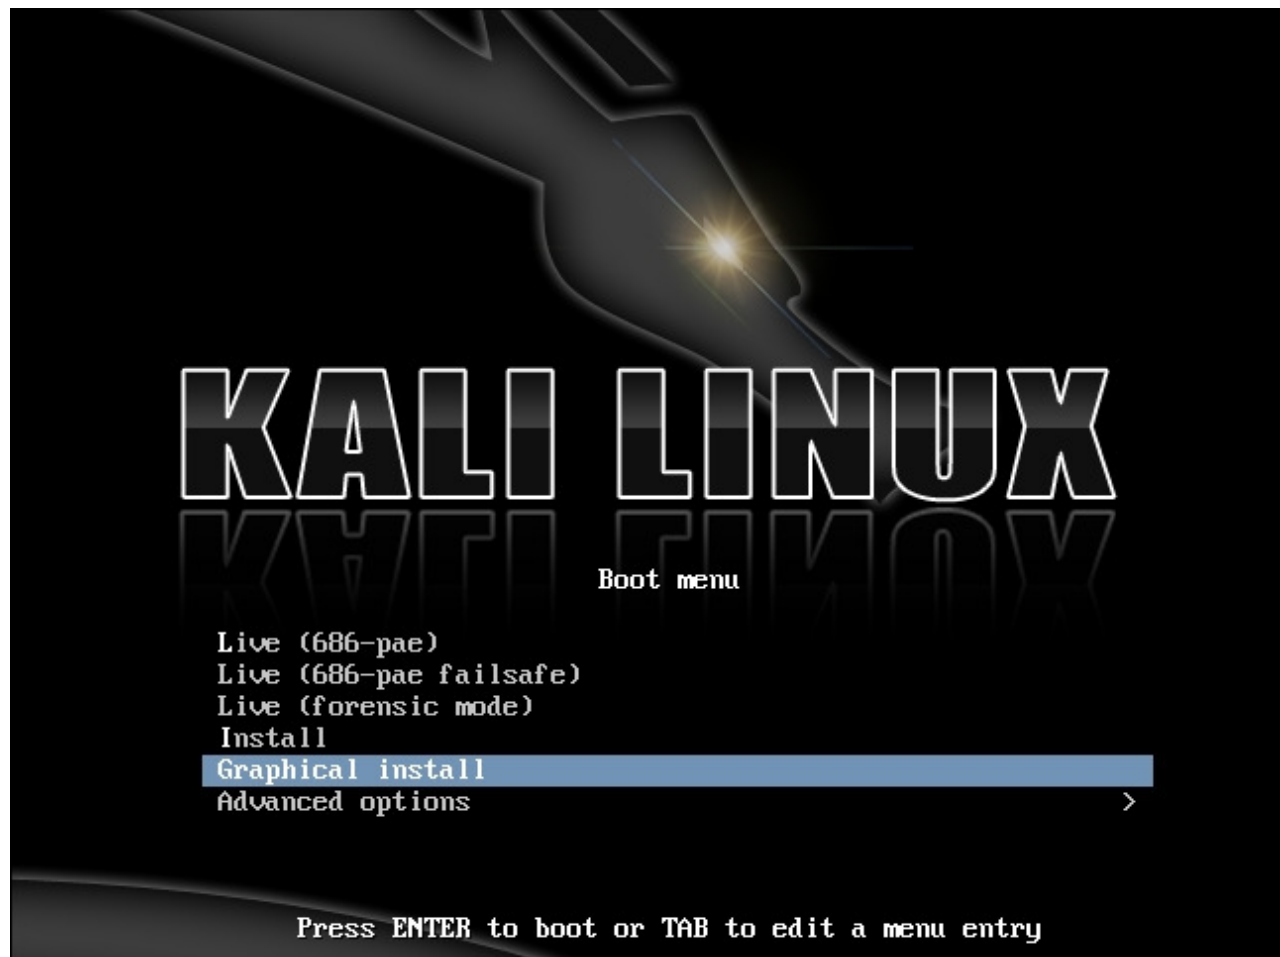 KALI LINUX
Boot menu
Live (686-pae)
Live (686-pae failsafe)
Live (forensic mode)
Install
Graphical install
Advanced options >
Press ENTER to boot or TAB to edit a menu entry